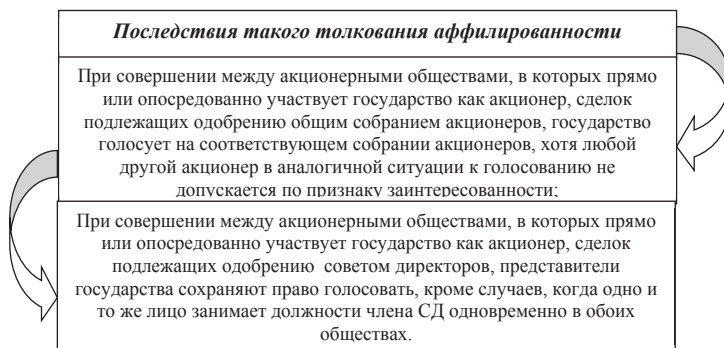 Последствия такого толкования аффилированности
При совершении между акционерными обществами, в которых прямо
или опосредованно участвует государство как акционер, сделок
подлежащих одобрению общим собранием акционеров, государство
голосует на соответствующем собрании акционеров, хотя любой
другой акционер в аналогичной ситуации к голосованию не
допускается по признаку заинтересованности;
При совершении между акционерными обществами, в которых прямо
или опосредованно участвует государство как акционер, сделок
подлежащих одобрению советом директоров, представители
государства сохраняют право голосовать, кроме случаев, когда одно и
то же лицо занимает должности члена СД одновременно в обоих
обществах.